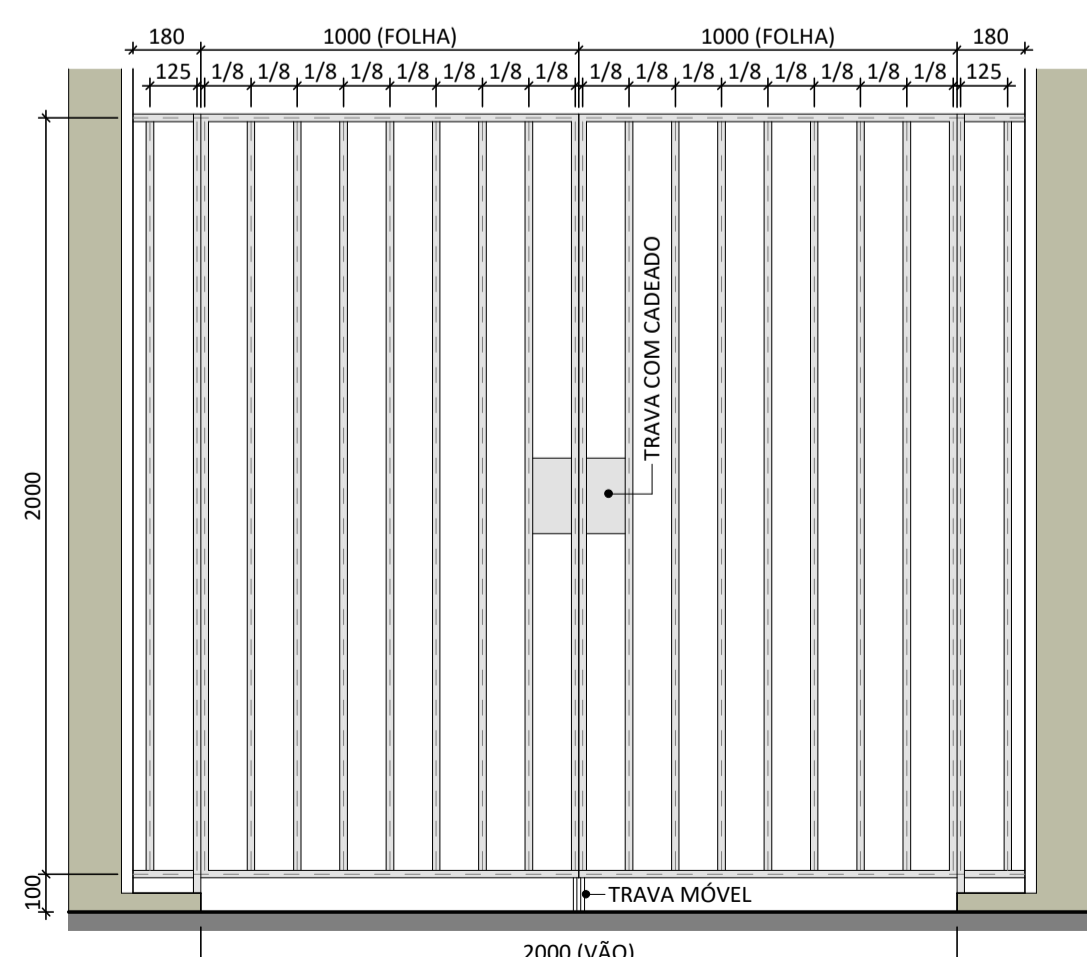 180 1000 (FOLHA) 1000 (FOLHA) 180
125 1/8 1/8 1/8 1/8 1/8 1/8 1/8 1/8 1/8 1/8 1/8 1/8 1/8 1/8 1/8 1/8 125
TRAVA COM CADEADO
2000
100
TRAVA MÓVEL
2000 (VÃO)